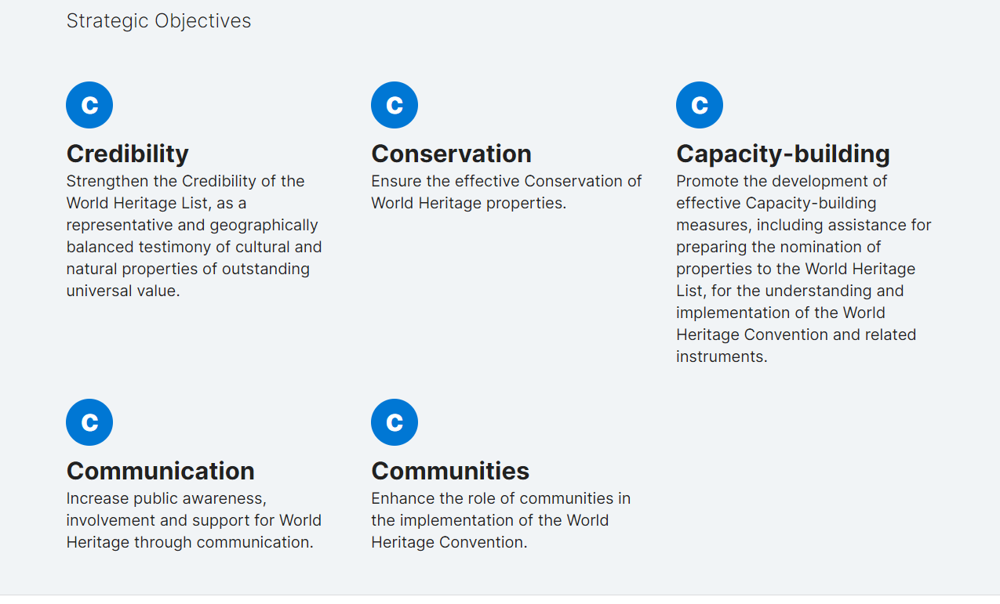 Strategic Objectives
C
Credibility
Strengthen the Credibility of the
World Heritage List, as a
representative and geographically
balanced testimony of cultural and
natural properties of outstanding
universal value.
C
Conservation
Ensure the effective Conservation of
World Heritage properties.
C
Capacity-building
Promote the development of
effective Capacity-building
measures, including assistance for
preparing the nomination of
properties to the World Heritage
List, for the understanding and
implementation of the World
Heritage Convention and related
instruments.
C
Communication
Increase public awareness,
involvement and support for World
Heritage through communication.
C
Communities
Enhance the role of communities in
the implementation of the World
Heritage Convention.